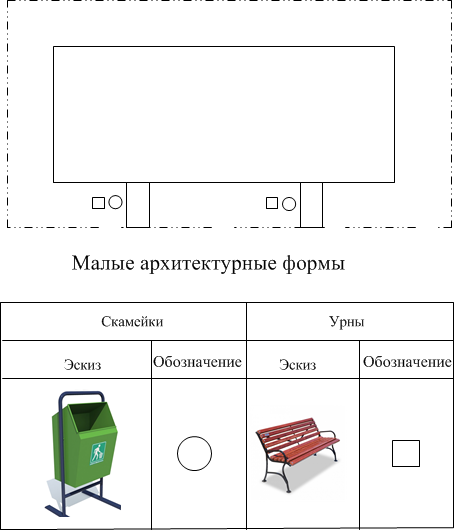 Малые архитектурные формы
Скамейки Урны
Эскиз Обозначение Эскиз Обозначение